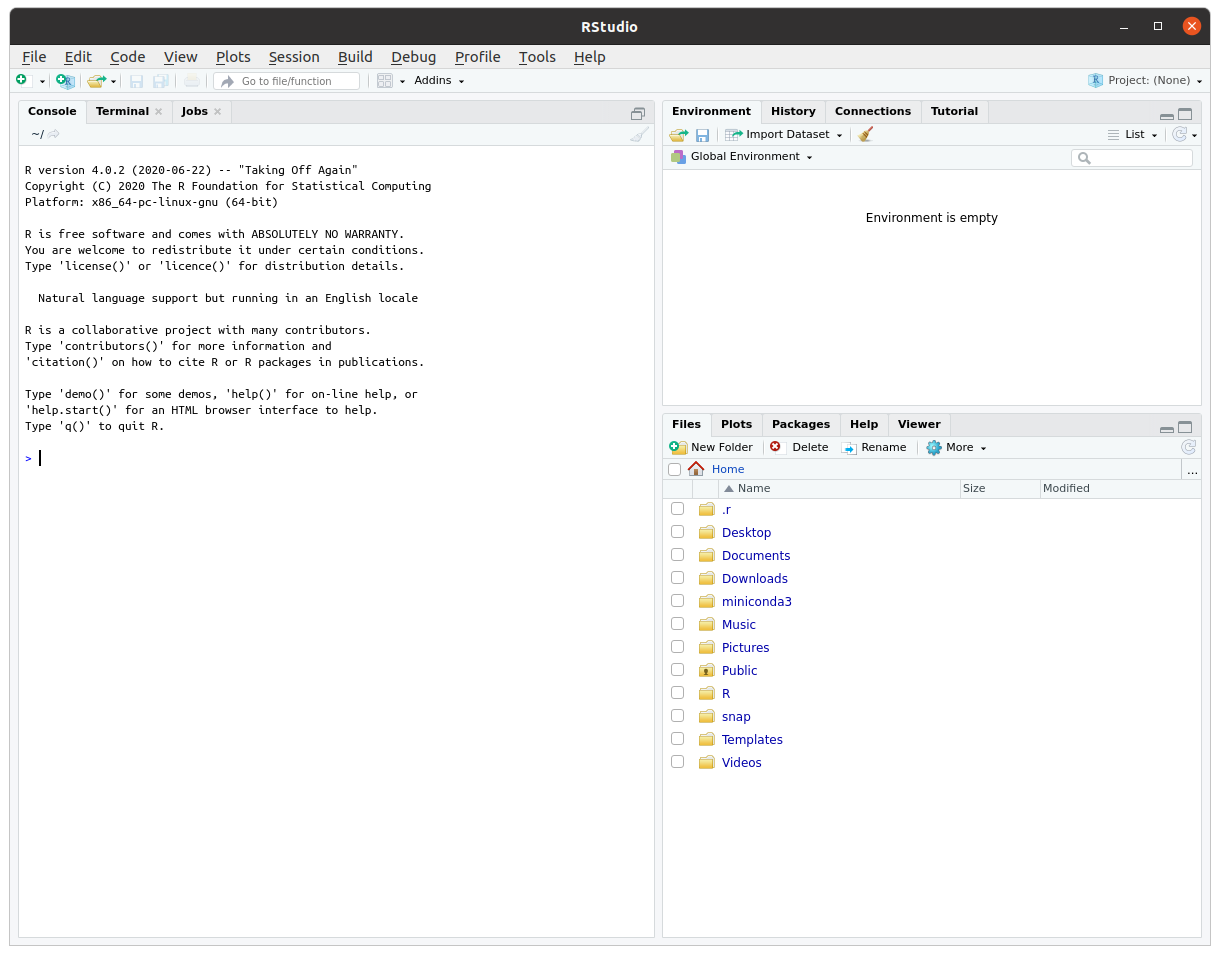 RStudio
File Edit Code View Plots Session Build Debug Profile Tools Help
Go to file/function Addins Project: (None)
Console Terminal Jobs
~/
R version 4.0.2 (2020-06-22) -- "Taking Off Again"
Copyright (C) 2020 The R Foundation for Statistical Computing
Platform: x86_64-pc-linux-gnu (64-bit)
R is free software and comes with ABSOLUTELY NO WARRANTY.
You are welcome to redistribute it under certain conditions.
Type 'license()' or 'licence()' for distribution details.
Natural language support but running in an English locale
R is a collaborative project with many contributors.
Type 'contributors()' for more information and
'citation()' on how to cite R or R packages in publications.
Type 'demo()' for some demos, 'help()' for on-line help, or
'help.start()' for an HTML browser interface to help.
Type 'q()' to quit R.
>
Environment History Connections Tutorial
Import Dataset List
Global Environment
Environment is empty
Files Plots Packages Help Viewer
New Folder Delete Rename More
Home ...
Name Size Modified
.r
Desktop
Documents
Downloads
miniconda3
Music
Pictures
Public
R
snap
Templates
Videos